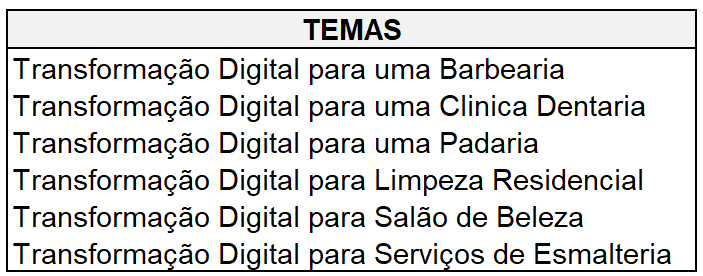 TEMAS
Transformação Digital para uma Barbearia
Transformação Digital para uma Clinica Dentaria
Transformação Digital para uma Padaria
Transformação Digital para Limpeza Residencial
Transformação Digital para Salão de Beleza
Transformação Digital para Serviços de Esmalteria